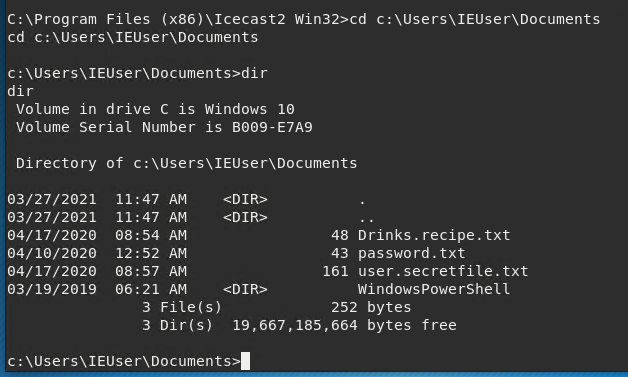 C:\Program Files (x86)\Icecast2 Win32>cd c:\Users\IEUser\Documents
cd c:\Users\IEUser\Documents
c:\Users\IEUser\Documents>dir
dir
 Volume in drive C is Windows 10
 Volume Serial Number is B009-E7A9
 Directory of c:\Users\IEUser\Documents
03/27/2021  11:47 AM    <DIR>          .
03/27/2021  11:47 AM    <DIR>          ..
04/17/2020  08:54 AM                48 Drinks.recipe.txt
04/10/2020  12:52 AM                43 password.txt
04/17/2020  08:57 AM               161 user.secretfile.txt
03/19/2019  06:21 AM    <DIR>          WindowsPowerShell
               3 File(s)            252 bytes
               3 Dir(s)  19,667,185,664 bytes free
c:\Users\IEUser\Documents>